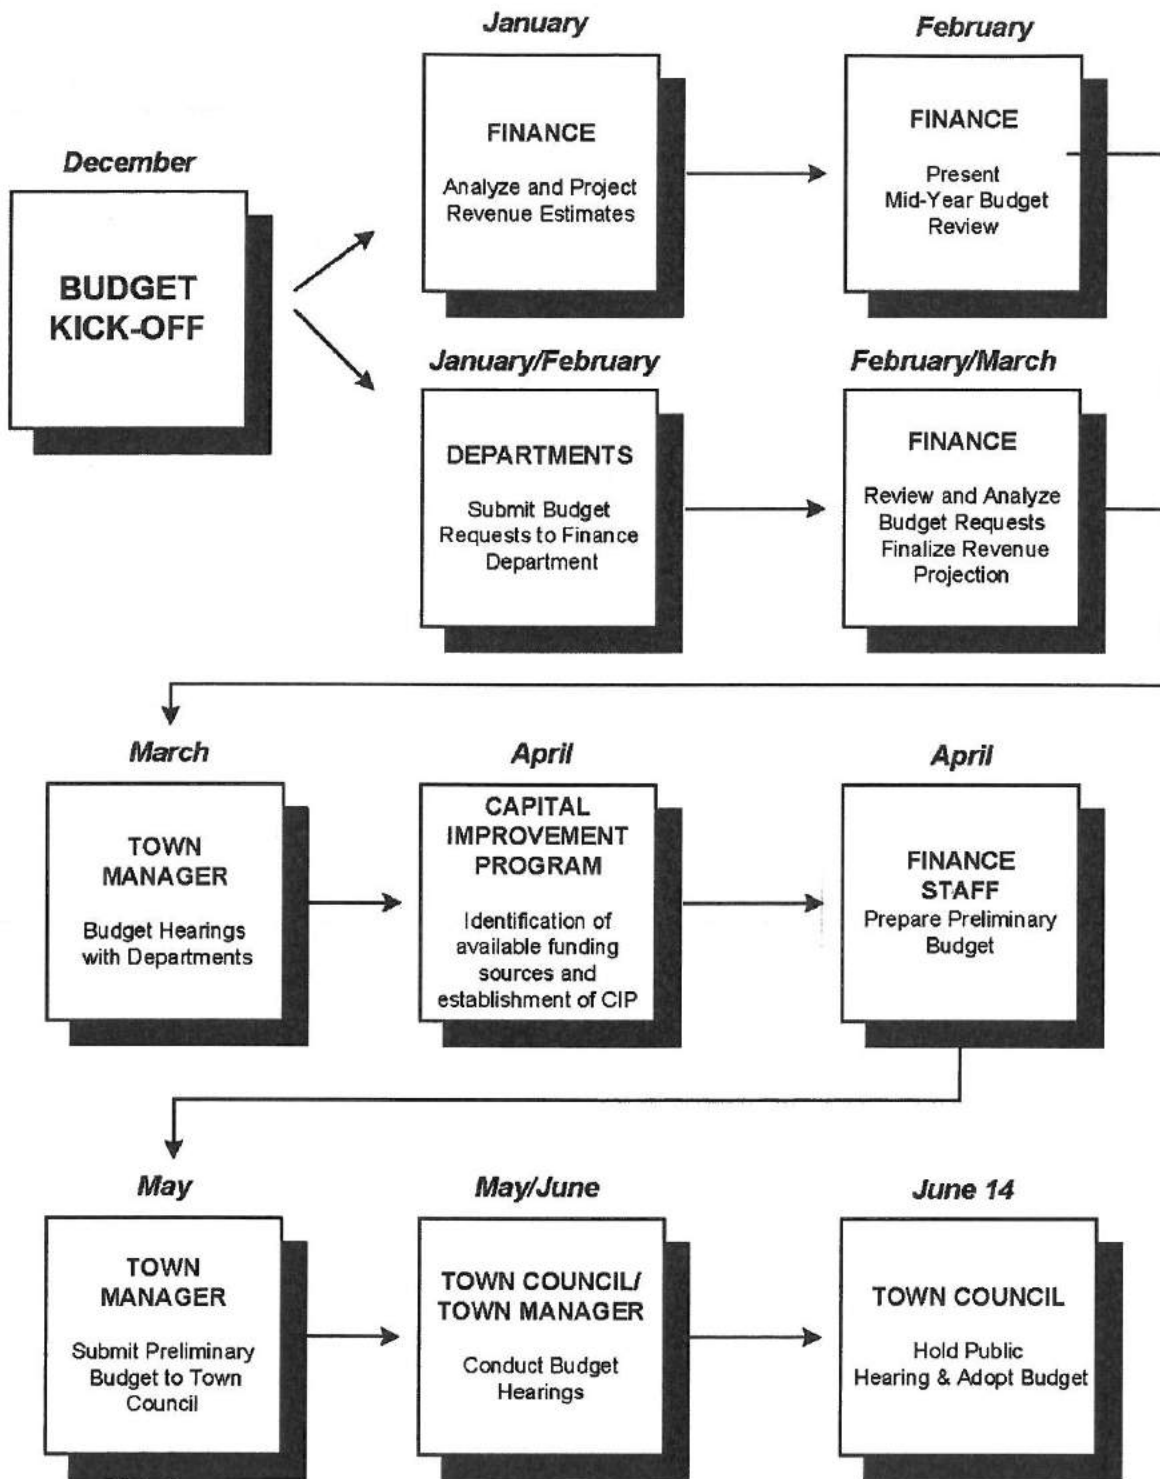 January
February
FINANCE
Analyze and Project
Revenue Estimates
FINANCE
Present
Mid-Year Budget
Review
December
BUDGET
KICK-OFF
January/February
February/March
DEPARTMENTS
Submit Budget
Requests to Finance
Department
FINANCE
Review and Analyze
Budget Requests
Finalize Revenue
Projection
March
April
April
TOWN
MANAGER
Budget Hearings
with Departments
CAPITAL
IMPROVEMENT
PROGRAM
Identification of
available funding
sources and
establishment of CIP
FINANCE
STAFF
Prepare Preliminary
Budget
May
May/June
June 14
TOWN
MANAGER
Submit Preliminary
Budget to Town
Council
TOWN COUNCIL/
TOWN MANAGER
Conduct Budget
Hearings
TOWN COUNCIL
Hold Public
Hearing & Adopt Budget